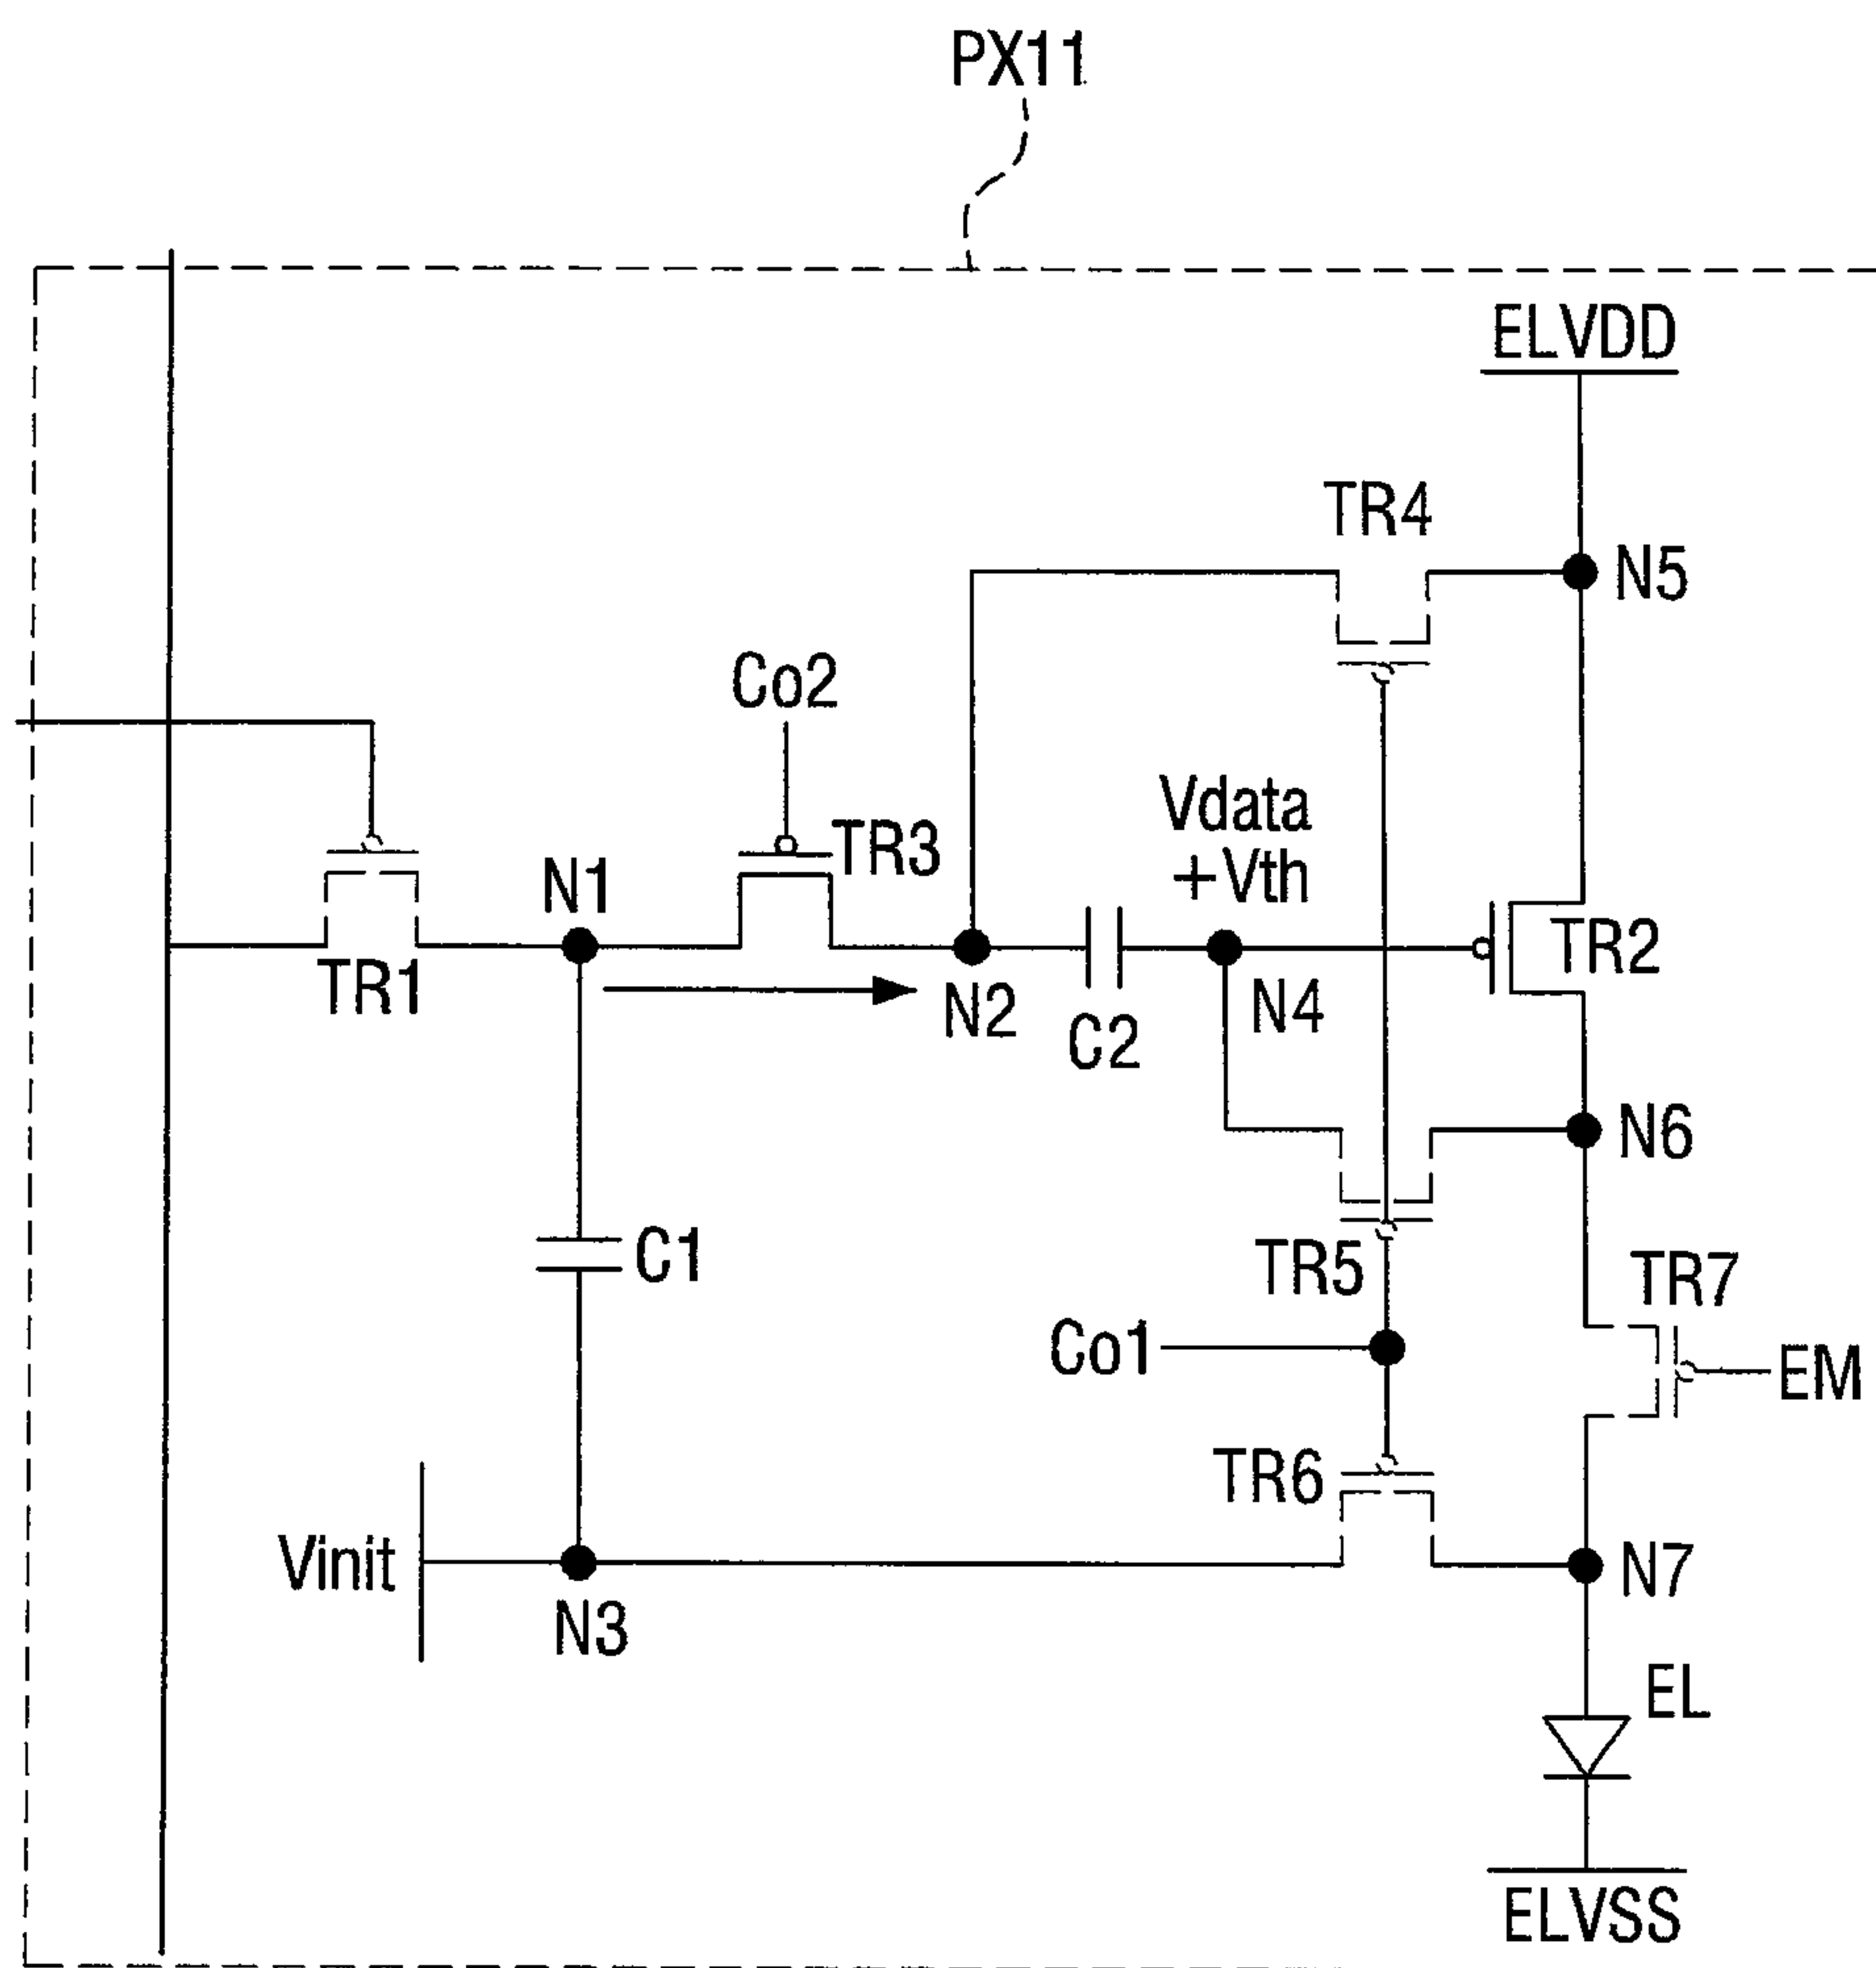 PX11
ELVDD
TR4
N5
Co2
Vdata
+Vth
TR3
N1
TR2
TR1
N2
N4
C2
N6
C1
TR5
TR7
Co1
EM
TR6
Vinit
N7
N3
EL
ELVSS